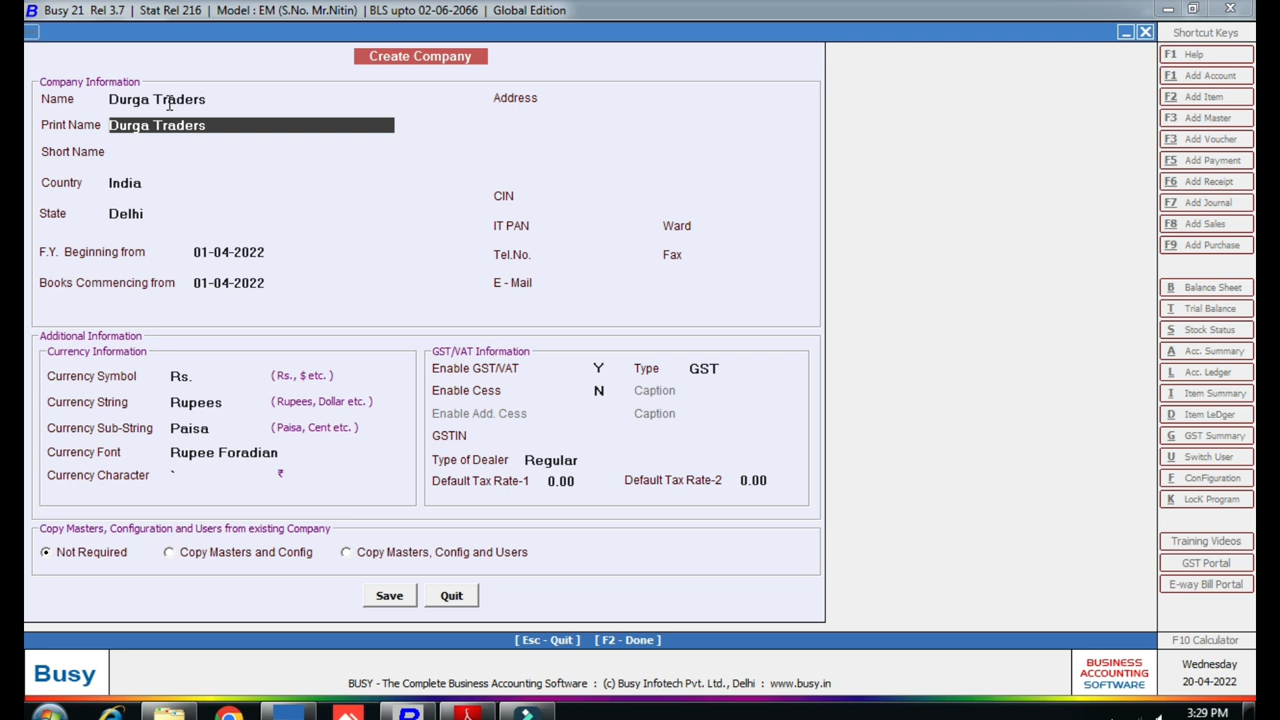 Busy 21 Rel 3.7 | Stat Rel 216 | Model : EM (S.No. Mr.Nitin) | BLS upto 02-06-2066 | Global Edition
Create Company
Company Information
Name Durga Traders
Print Name Durga Traders
Short Name
Country India
State Delhi
F.Y. Beginning from 01-04-2022
Books Commencing from 01-04-2022
Address
CIN
IT PAN Ward
Tel.No. Fax
E - Mail
Additional Information
Currency Information
Currency Symbol Rs. ( Rs., $ etc. )
Currency String Rupees ( Rupees, Dollar etc. )
Currency Sub-String Paisa ( Paisa, Cent etc. )
Currency Font Rupee Foradian
Currency Character ` ₹
GST/VAT Information
Enable GST/VAT Y Type GST
Enable Cess N Caption
Enable Add. Cess Caption
GSTIN
Type of Dealer Regular
Default Tax Rate-1 0.00 Default Tax Rate-2 0.00
Copy Masters, Configuration and Users from existing Company
Not Required Copy Masters and Config Copy Masters, Config and Users
Save Quit
[ Esc - Quit ] [ F2 - Done ]
Busy
BUSY - The Complete Business Accounting Software : (c) Busy Infotech Pvt. Ltd., Delhi : www.busy.in
BUSINESS
ACCOUNTING
SOFTWARE
Shortcut Keys
F1 Help
F1 Add Account
F2 Add Item
F3 Add Master
F3 Add Voucher
F5 Add Payment
F6 Add Receipt
F7 Add Journal
F8 Add Sales
F9 Add Purchase
B Balance Sheet
T Trial Balance
S Stock Status
A Acc. Summary
L Acc. Ledger
I Item Summary
D Item LeDger
G GST Summary
U Switch User
F ConFiguration
K LocK Program
Training Videos
GST Portal
E-way Bill Portal
F10 Calculator
Wednesday
20-04-2022
3:29 PM